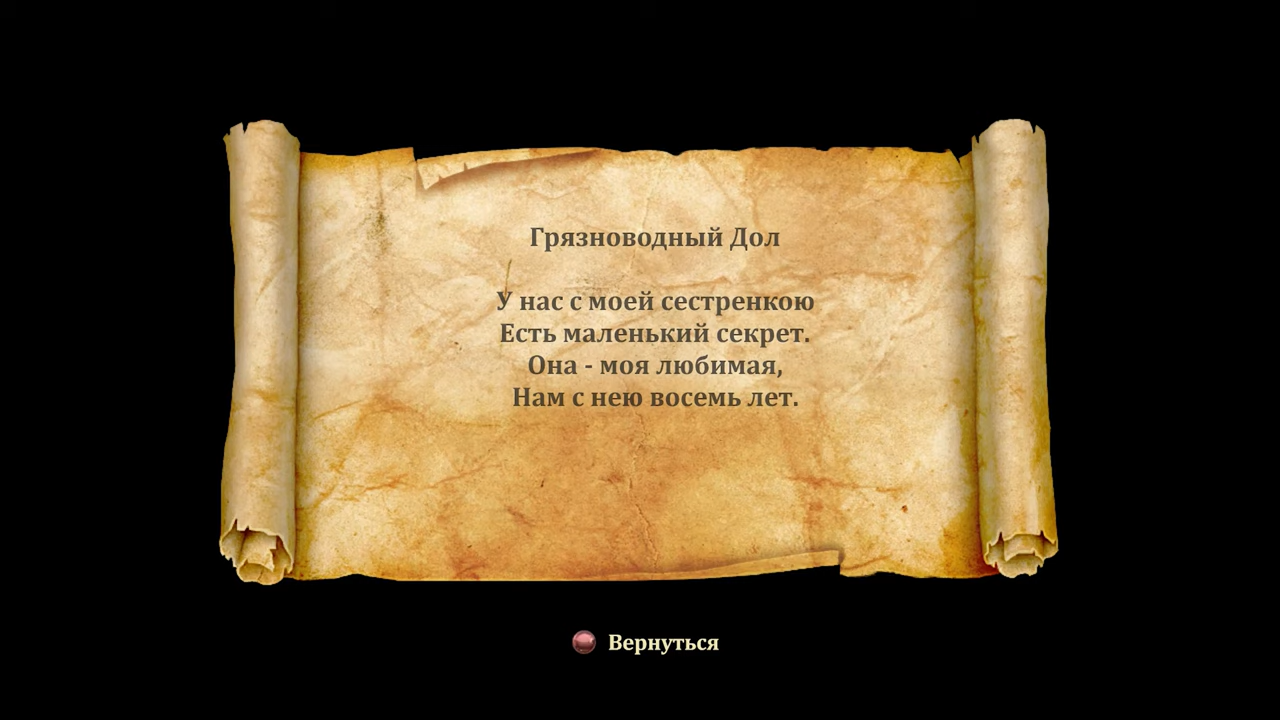 Грязноводный Дол
У нас с моей сестренкою
Есть маленький секрет.
Она - моя любимая,
Нам с нею восемь лет.
Вернуться